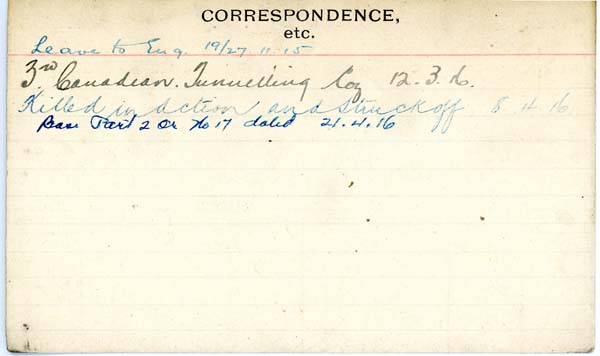 CORRESPONDENCE,
etc.
Leave to Eng. 19/27 11.15
3rd Canadian. Tunnelling Coy 12.3.16.
Killed in action and struck off 8.4.16
Base Part 2 Or No 17 dated 21.4.16